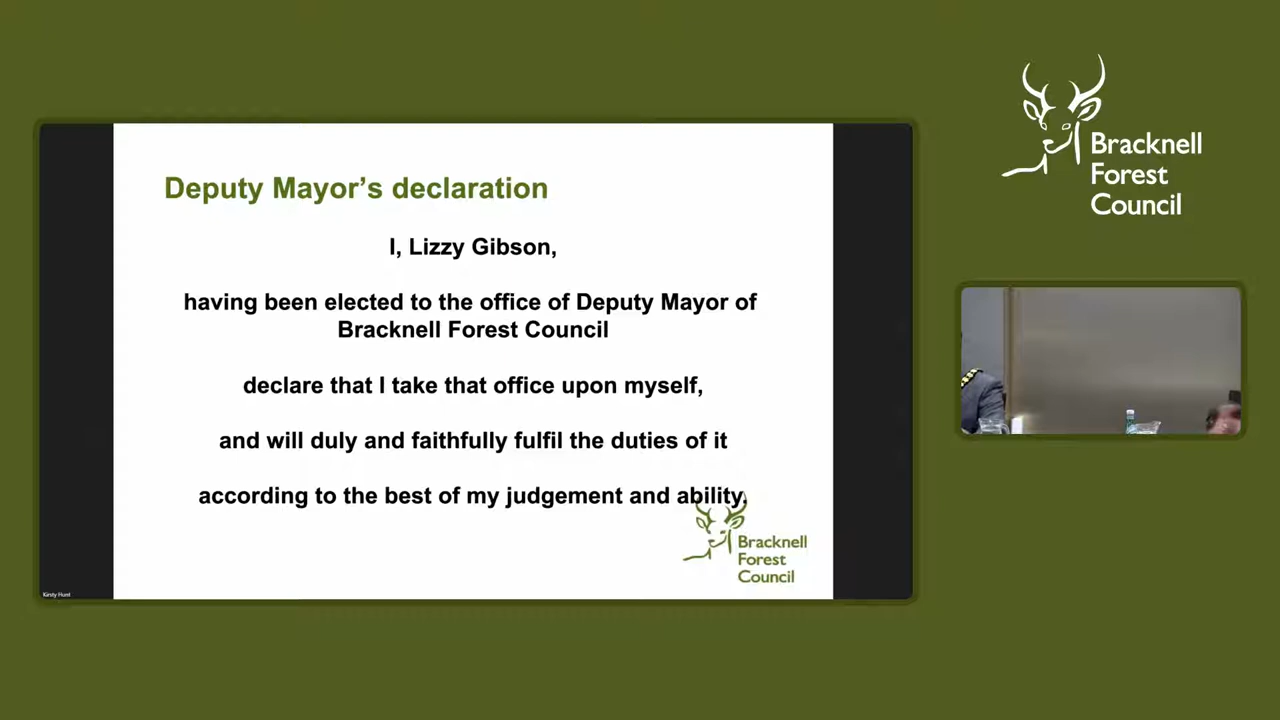 Deputy Mayor’s declaration
I, Lizzy Gibson,
having been elected to the office of Deputy Mayor of
Bracknell Forest Council
declare that I take that office upon myself,
and will duly and faithfully fulfil the duties of it
according to the best of my judgement and ability.
Bracknell
Forest
Council
Kirsty Hunt
Bracknell
Forest
Council